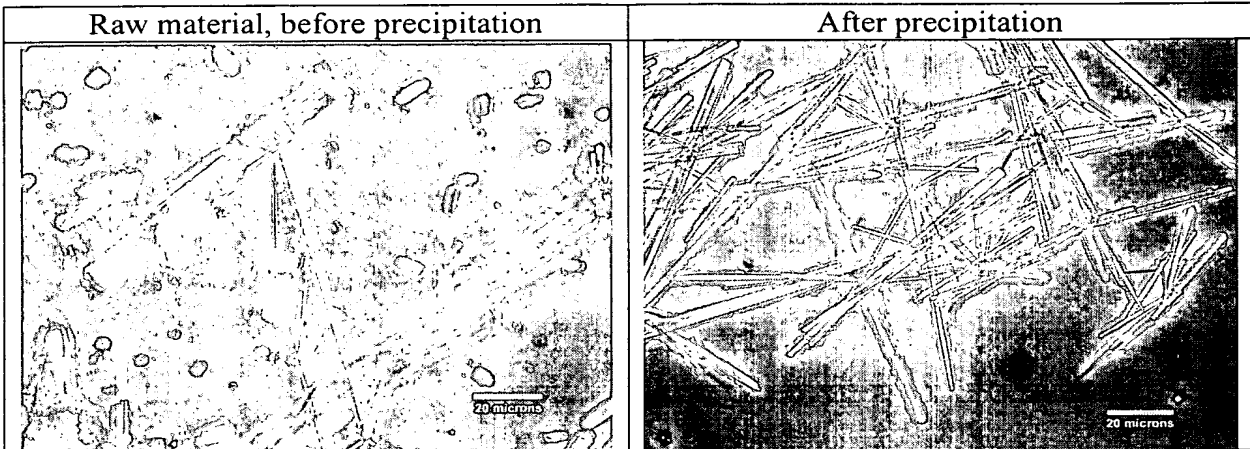 Raw material, before precipitation
After precipitation
20 microns
20 microns